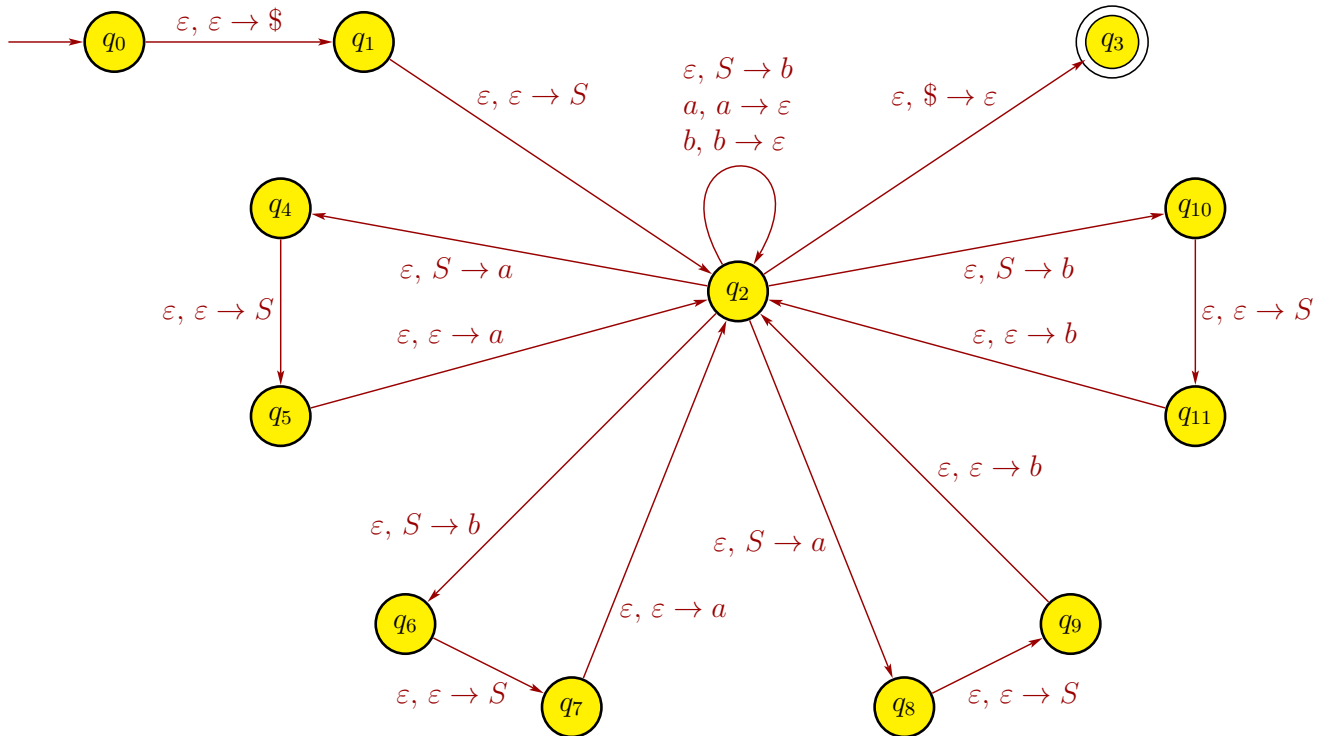 ε, ε → $
q0
q1
q3
ε, S → b
a, a → ε
b, b → ε
ε, ε → S
ε, $ → ε
q4
q10
ε, S → a
ε, S → b
q2
ε, ε → S
ε, ε → S
ε, ε → a
ε, ε → b
q5
q11
ε, ε → b
ε, S → b
ε, S → a
ε, ε → a
q6
q9
ε, ε → S
ε, ε → S
q7
q8